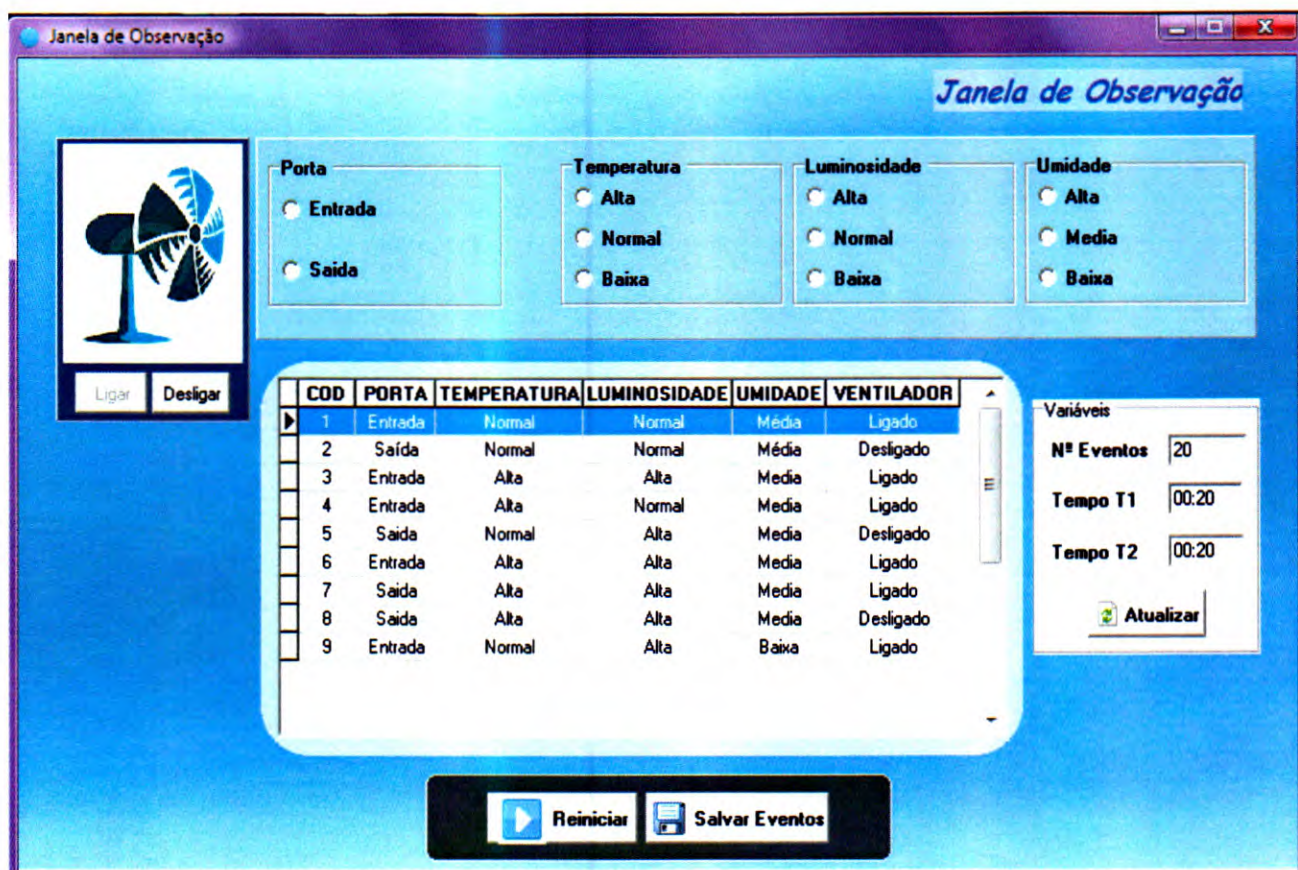 Janela de Observação
Janela de Observação
Porta
Entrada
Saida
Temperatura
Alta
Normal
Baixa
Luminosidade
Alta
Normal
Baixa
Umidade
Alta
Media
Baixa
Ligar Desligar
COD PORTA TEMPERATURA LUMINOSIDADE UMIDADE VENTILADOR
1 Entrada Normal Normal Média Ligado
2 Saída Normal Normal Média Desligado
3 Entrada Alta Alta Media Ligado
4 Entrada Alta Normal Media Ligado
5 Saida Normal Alta Media Desligado
6 Entrada Alta Alta Media Ligado
7 Saida Alta Alta Media Ligado
8 Saida Alta Alta Media Desligado
9 Entrada Normal Alta Baixa Ligado
Variáveis
Nº Eventos 20
Tempo T1 00:20
Tempo T2 00:20
Atualizar
Reiniciar Salvar Eventos